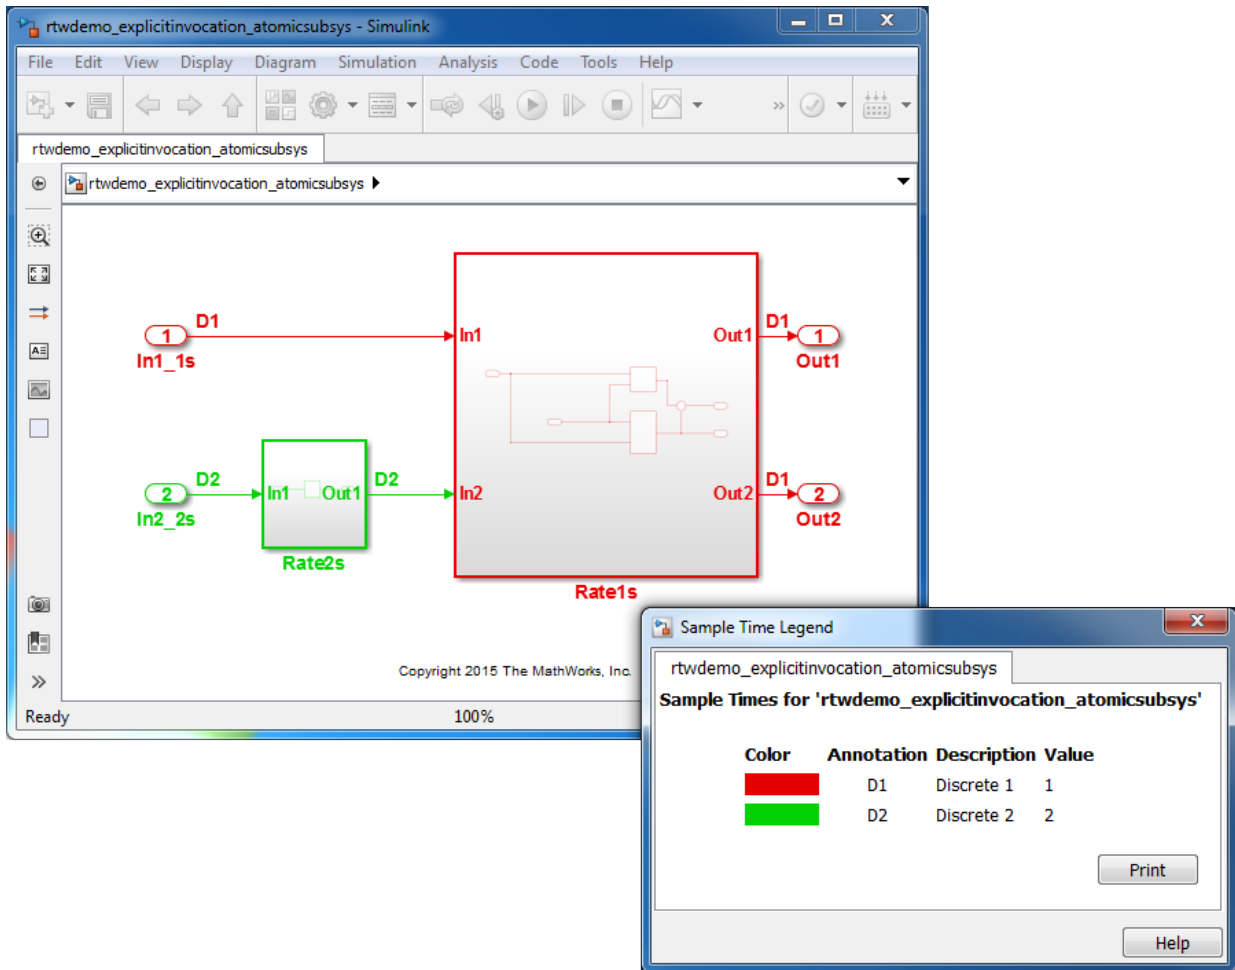 rtwdemo_explicitinvocation_atomicsubsys - Simulink
File Edit View Display Diagram Simulation Analysis Code Tools Help
rtwdemo_explicitinvocation_atomicsubsys
rtwdemo_explicitinvocation_atomicsubsys
D1
1
In1_1s
In1
Out1
D1
1
Out1
D2
2
In2_2s
In1
Out1
Rate2s
D2
In2
Out2
D1
2
Out2
Rate1s
Copyright 2015 The MathWorks, Inc.
Ready
100%
Sample Time Legend
rtwdemo_explicitinvocation_atomicsubsys
Sample Times for 'rtwdemo_explicitinvocation_atomicsubsys'
Color Annotation Description Value
D1 Discrete 1 1
D2 Discrete 2 2
Print
Help